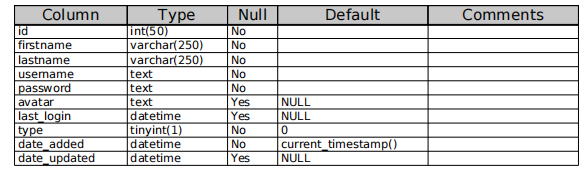 Column Type Null Default Comments
id int(50) No
firstname varchar(250) No
lastname varchar(250) No
username text No
password text No
avatar text Yes NULL
last_login datetime Yes NULL
type tinyint(1) No 0
date_added datetime No current_timestamp()
date_updated datetime Yes NULL